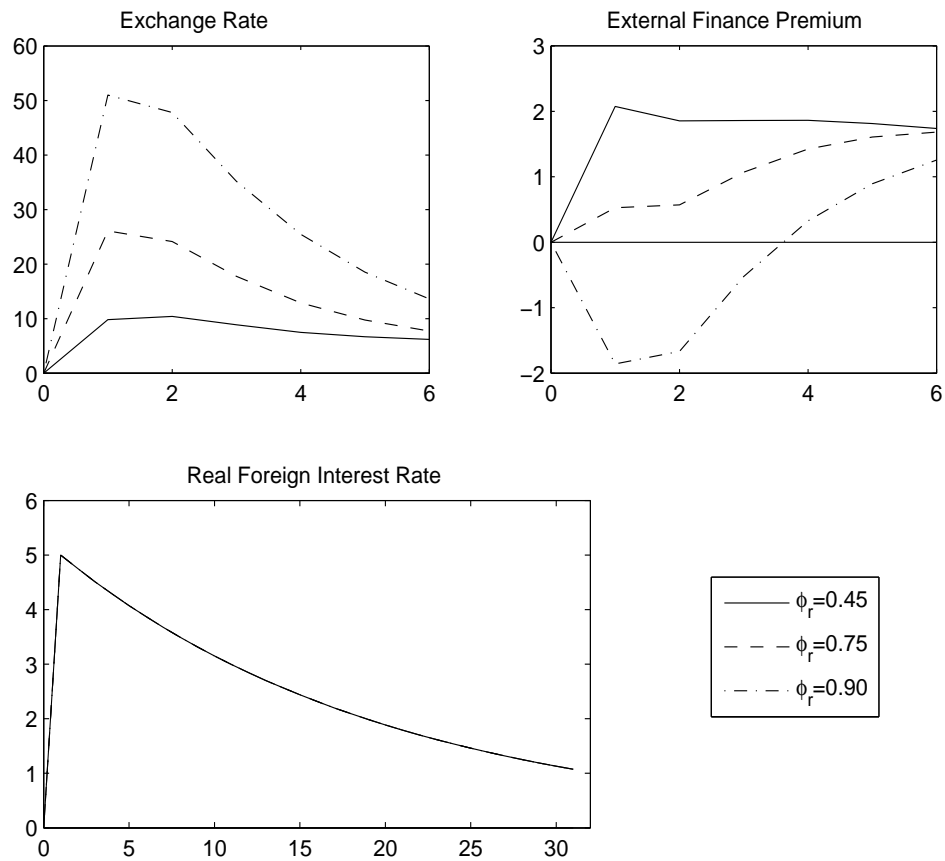 Exchange Rate
60
50
40
30
20
10
0
0 2 4 6
External Finance Premium
3
2
1
0
−1
−2
0 2 4 6
Real Foreign Interest Rate
6
5
4
3
2
1
0
0 5 10 15 20 25 30
ϕr=0.45
ϕr=0.75
ϕr=0.90